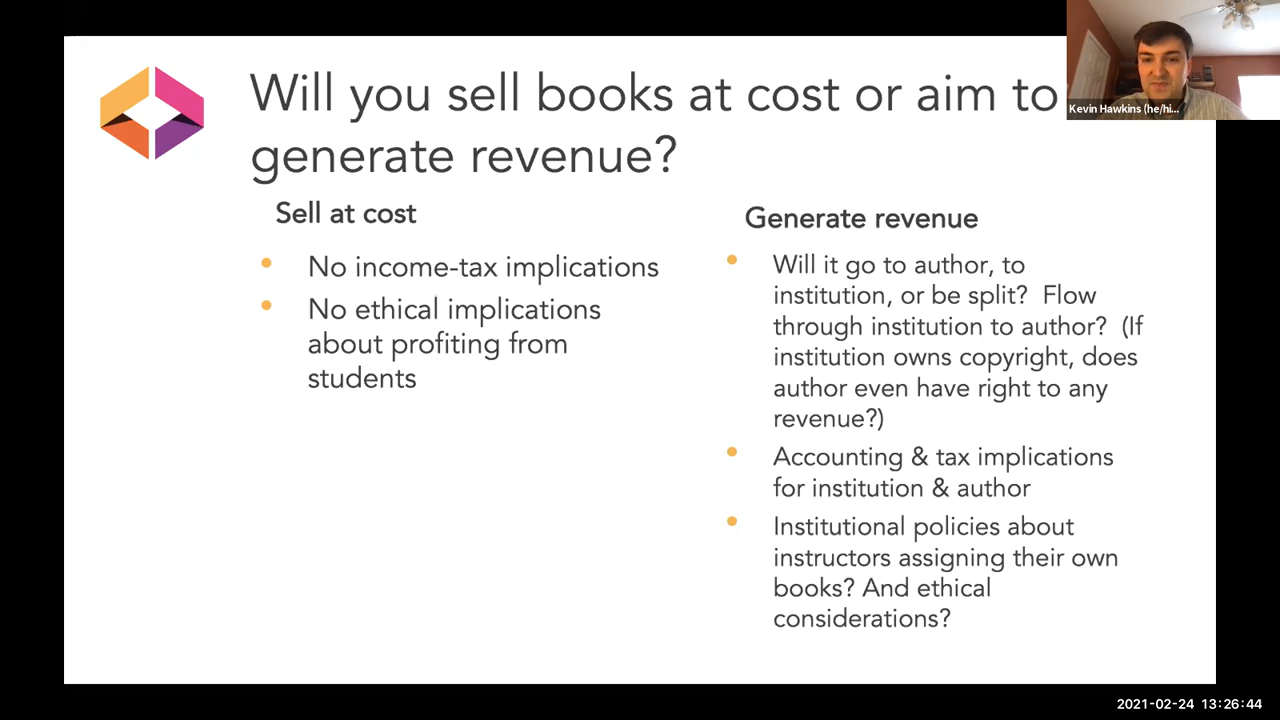 Will you sell books at cost or aim to
generate revenue?
Kevin Hawkins (he/hi...
Sell at cost
• No income-tax implications
• No ethical implications
about profiting from
students
Generate revenue
• Will it go to author, to
institution, or be split?  Flow
through institution to author?  (If
institution owns copyright, does
author even have right to any
revenue?)
• Accounting & tax implications
for institution & author
• Institutional policies about
instructors assigning their own
books? And ethical
considerations?
2021-02-24 13:26:44